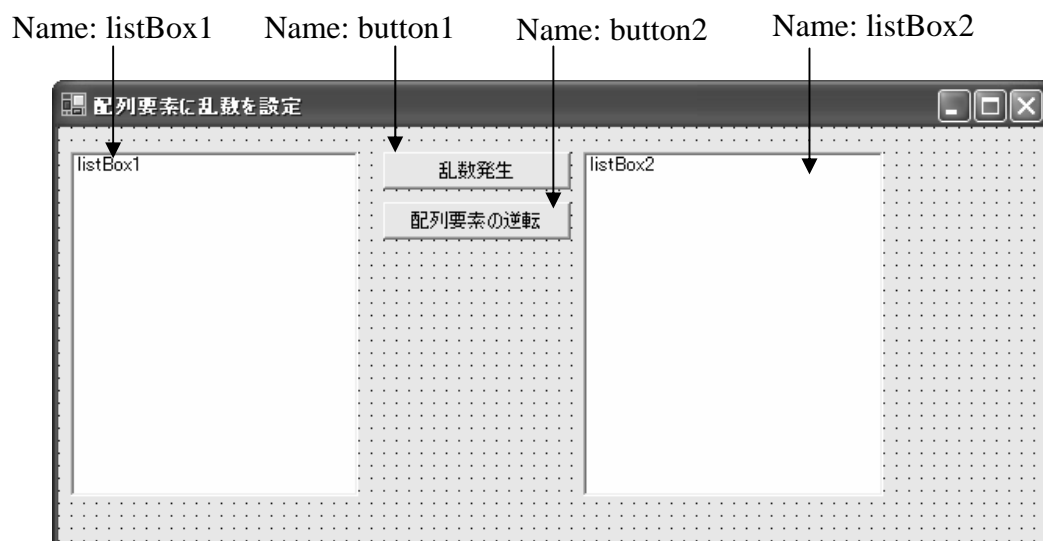 Name: listBox1
Name: button1
Name: button2
Name: listBox2
配列要素に乱数を設定
listBox1
乱数発生
listBox2
配列要素の逆転